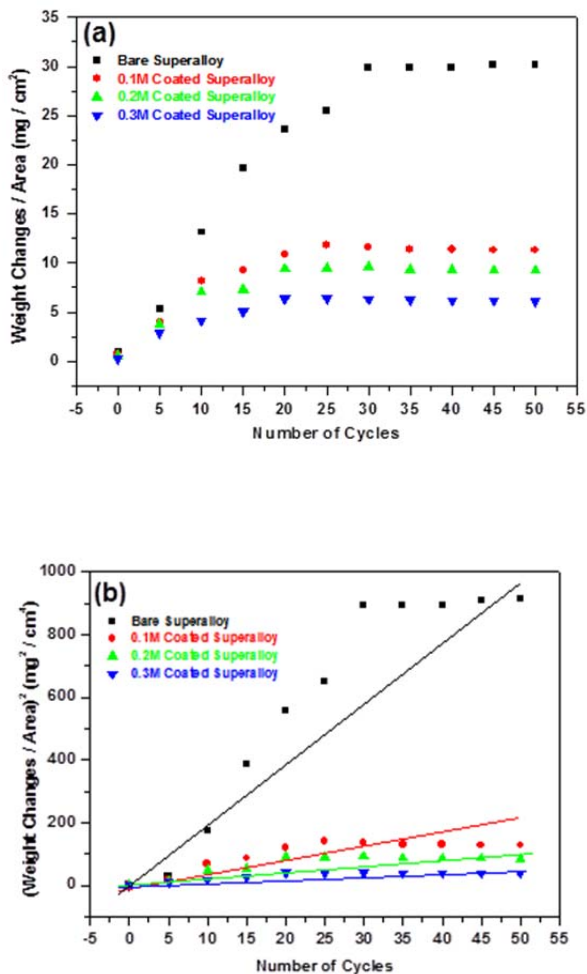 (a)
Bare Superalloy
0.1M Coated Superalloy
0.2M Coated Superalloy
0.3M Coated Superalloy
Weight Changes / Area (mg / cm²)
35
30
25
20
15
10
5
0
-5 0 5 10 15 20 25 30 35 40 45 50 55
Number of Cycles
(b)
Bare Superalloy
0.1M Coated Superalloy
0.2M Coated Superalloy
0.3M Coated Superalloy
(Weight Changes / Area)² (mg² / cm⁴)
1000
800
600
400
200
0
-5 0 5 10 15 20 25 30 35 40 45 50 55
Number of Cycles